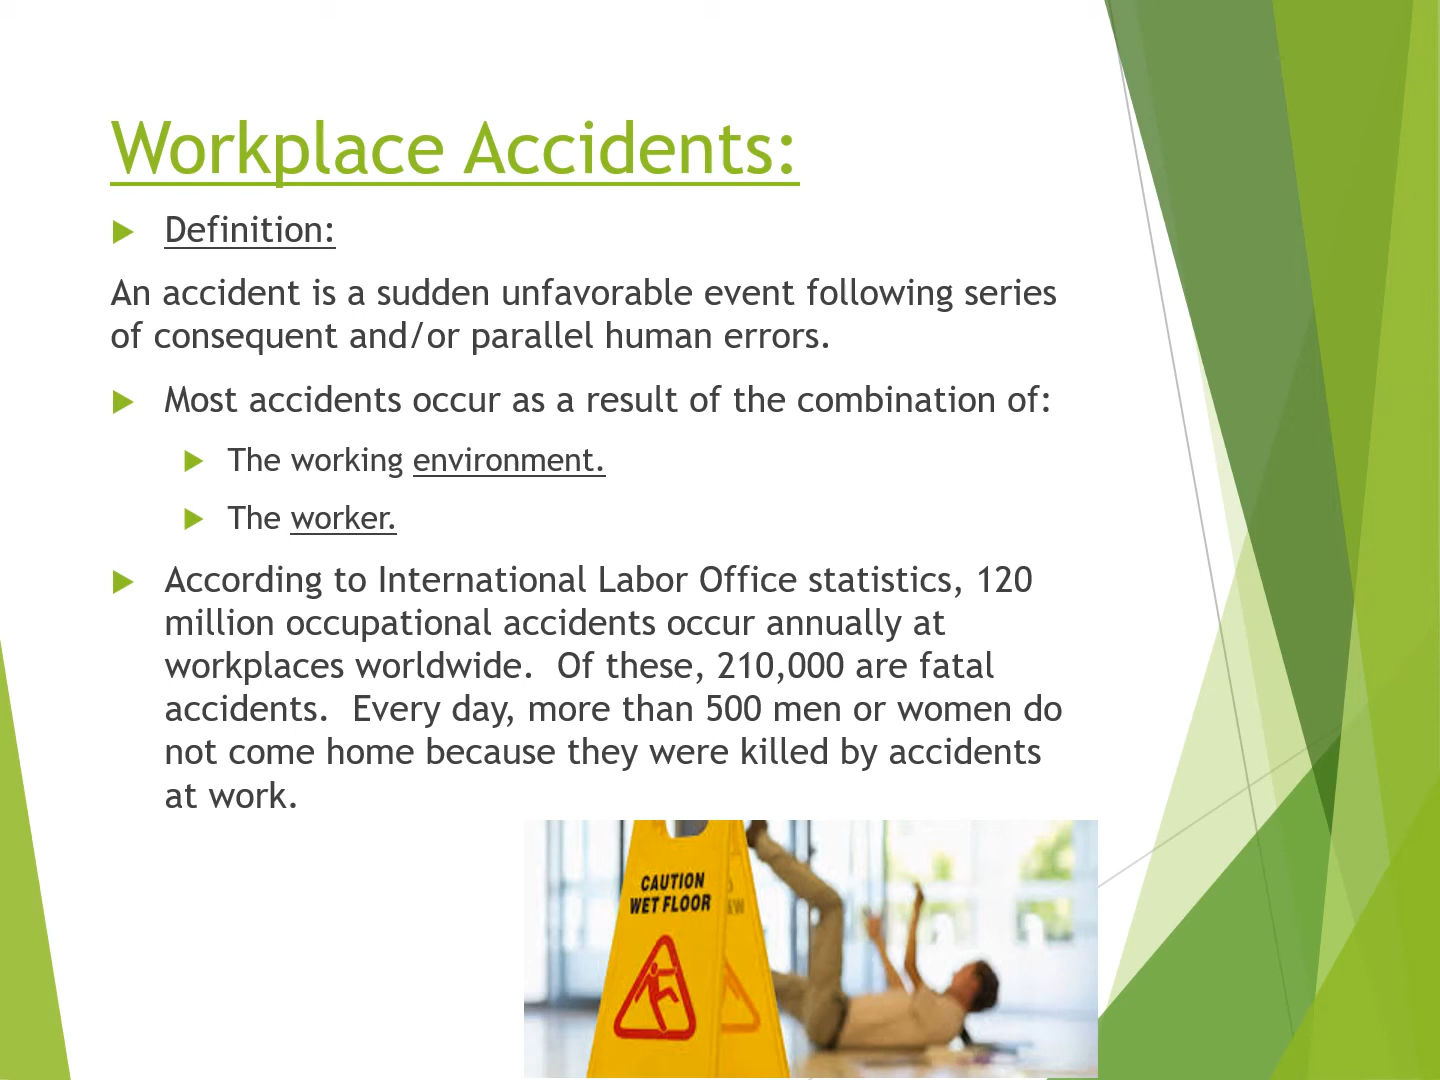 Workplace Accidents:
Definition:
An accident is a sudden unfavorable event following series
of consequent and/or parallel human errors.
Most accidents occur as a result of the combination of:
The working environment.
The worker.
According to International Labor Office statistics, 120
million occupational accidents occur annually at
workplaces worldwide.  Of these, 210,000 are fatal
accidents.  Every day, more than 500 men or women do
not come home because they were killed by accidents
at work.
CAUTION
WET FLOOR